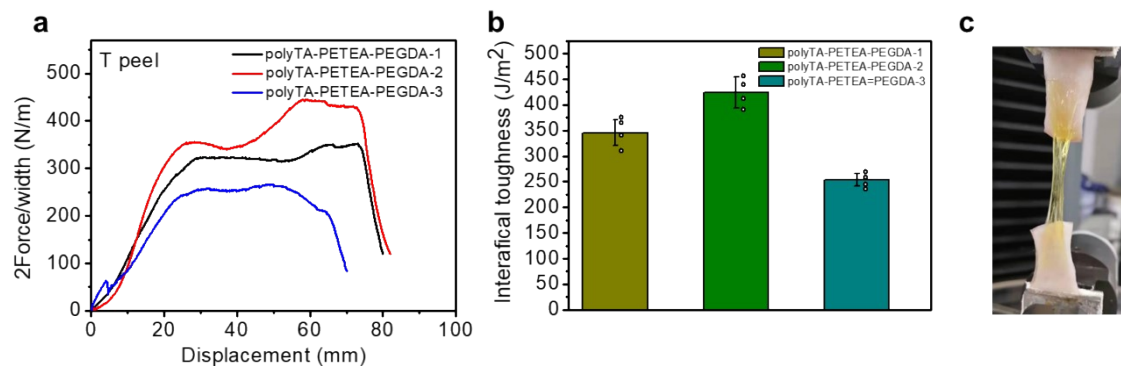 a
T peel
polyTA-PETEA-PEGDA-1
polyTA-PETEA-PEGDA-2
polyTA-PETEA-PEGDA-3
500
400
300
200
100
0
2Force/width (N/m)
0 20 40 60 80 100
Displacement (mm)
b
polyTA-PETEA-PEGDA-1
polyTA-PETEA-PEGDA-2
polyTA-PETEA=PEGDA-3
500
450
400
350
300
250
200
150
100
50
0
Interafical toughness (J/m2)
c